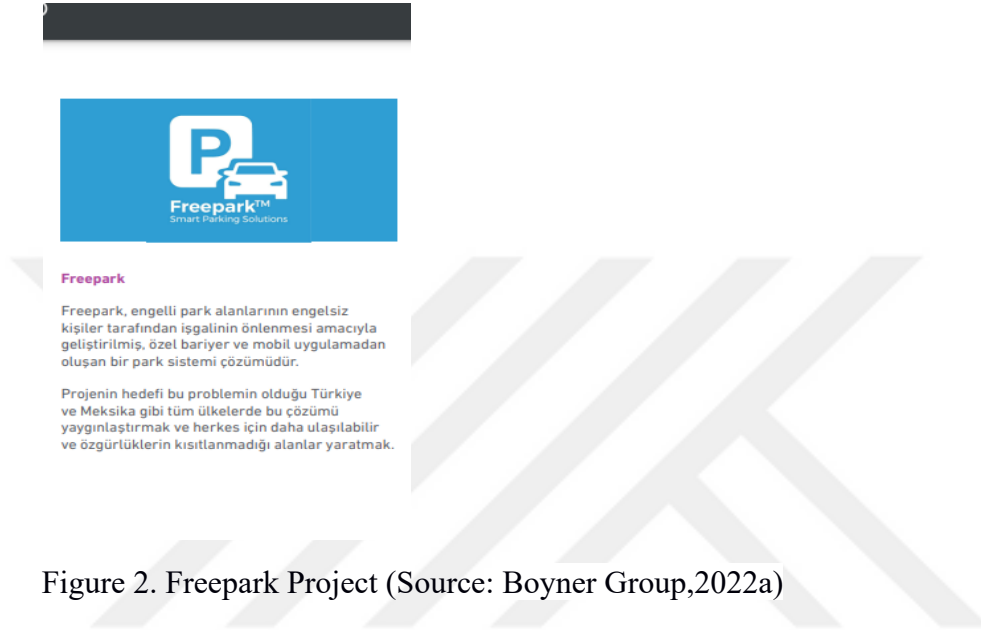 P
Freepark™
Smart Parking Solutions
Freepark
Freepark, engelli park alanlarının engelsiz
kişiler tarafından işgalinin önlenmesi amacıyla
geliştirilmiş, özel bariyer ve mobil uygulamadan
oluşan bir park sistemi çözümüdür.
Projenin hedefi bu problemin olduğu Türkiye
ve Meksika gibi tüm ülkelerde bu çözümü
yaygınlaştırmak ve herkes için daha ulaşılabilir
ve özgürlüklerin kısıtlanmadığı alanlar yaratmak.
Figure 2. Freepark Project (Source: Boyner Group,2022a)